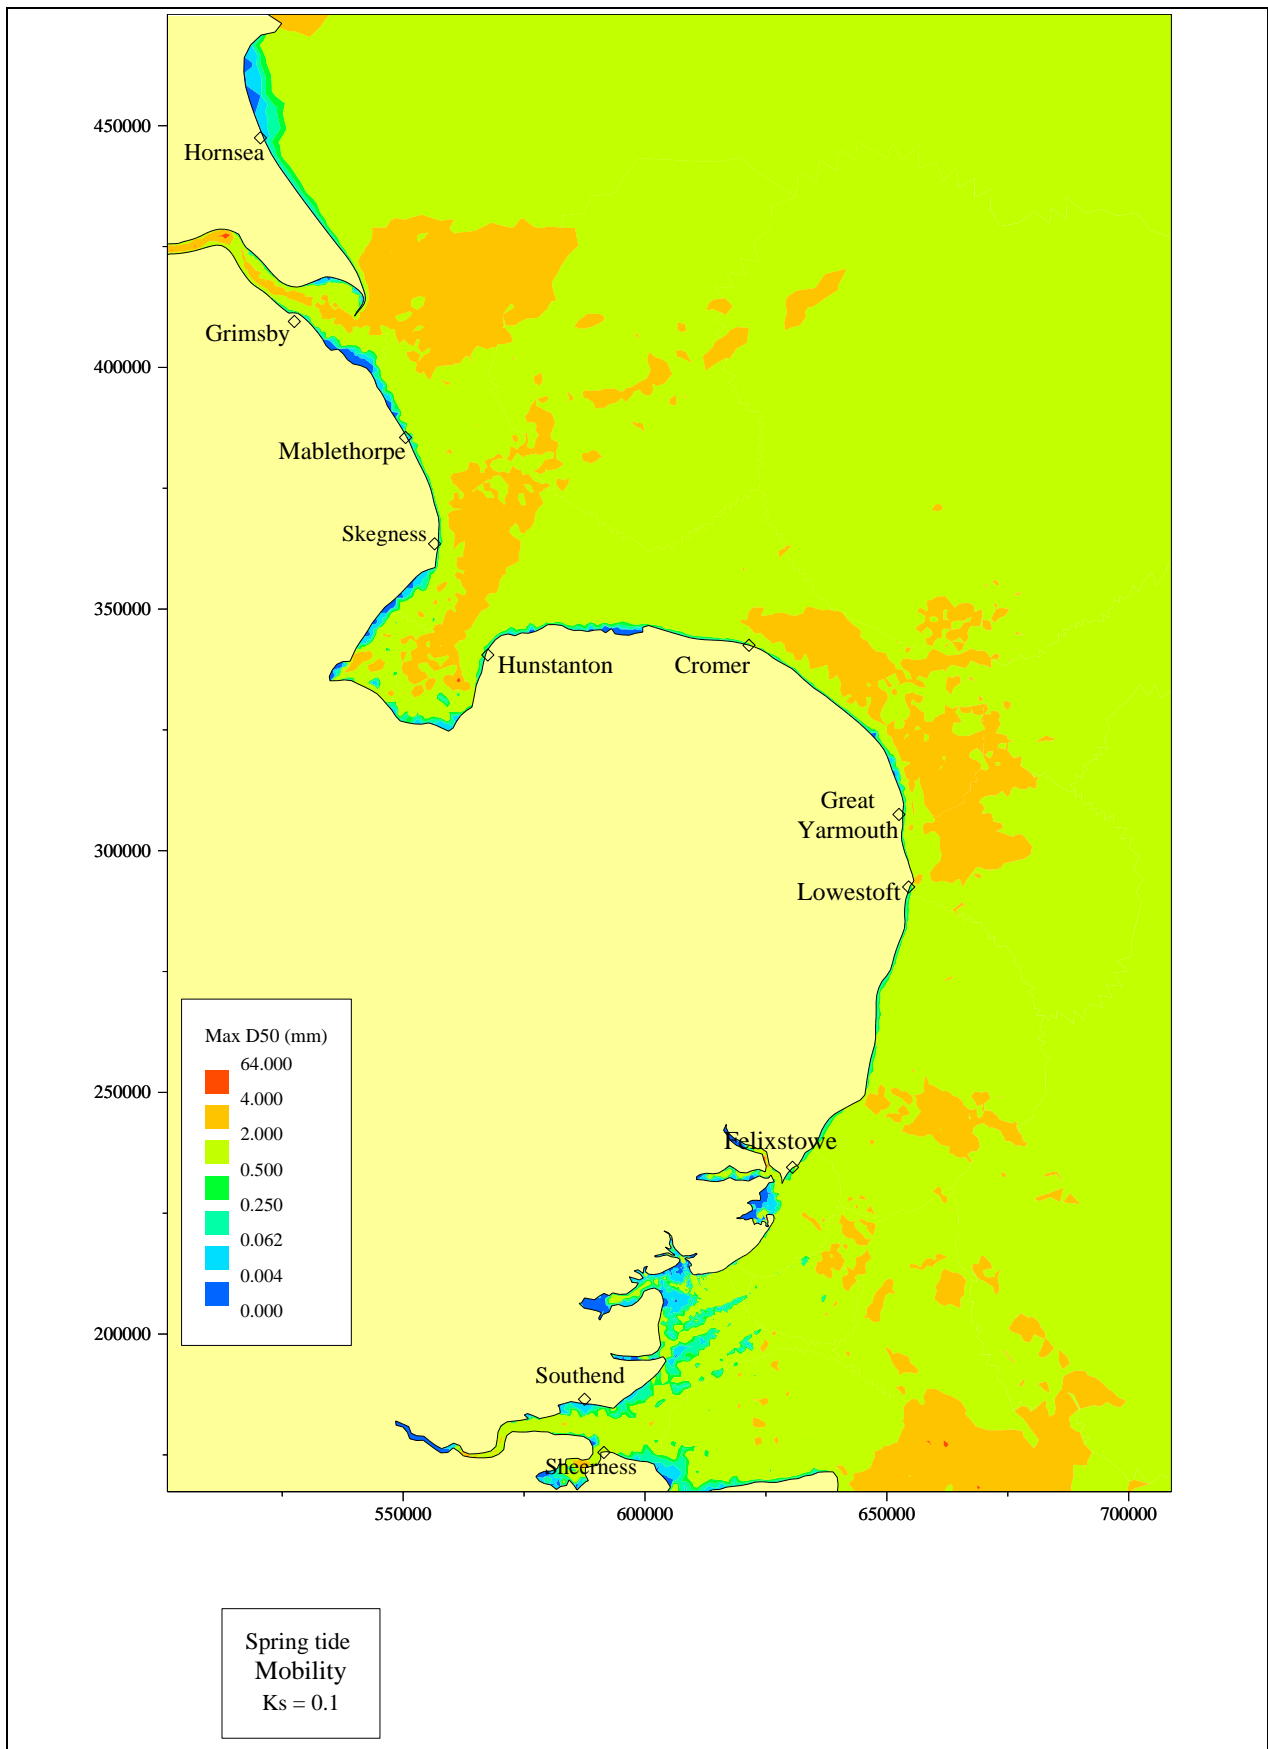 450000
Hornsea
Grimsby
400000
Mablethorpe
Skegness
350000
Hunstanton
Cromer
Great
Yarmouth
300000
Lowestoft
Max D50 (mm)
64.000
4.000
2.000
0.500
0.250
0.062
0.004
0.000
250000
Felixstowe
200000
Southend
Sheerness
550000
600000
650000
700000
Spring tide
Mobility
Ks = 0.1